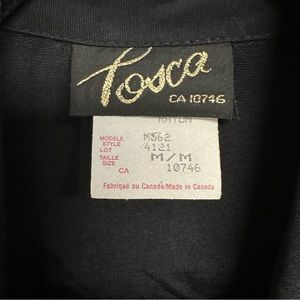 Tosca
CA 10746
RAYON
MODELE M362
STYLE 4121
LOT
TAILLE M/M
SIZE
CA 10746
Fabriqué au Canada/Made in Canada